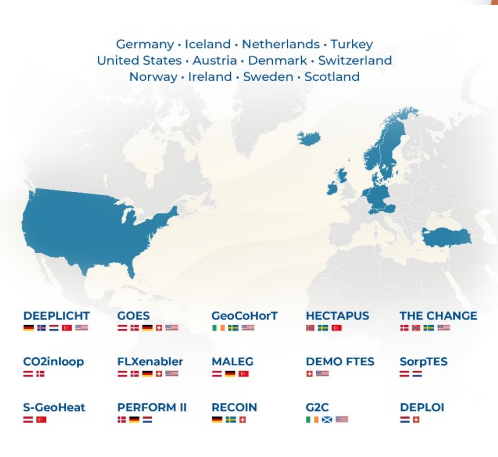 Germany • Iceland • Netherlands • Turkey
United States • Austria • Denmark • Switzerland
Norway • Ireland • Sweden • Scotland
DEEPLICHT GOES GeoCoHorT HECTAPUS THE CHANGE
CO2inloop FLXenabler MALEG DEMO FTES SorpTES
S-GeoHeat PERFORM II RECOIN G2C DEPLOI